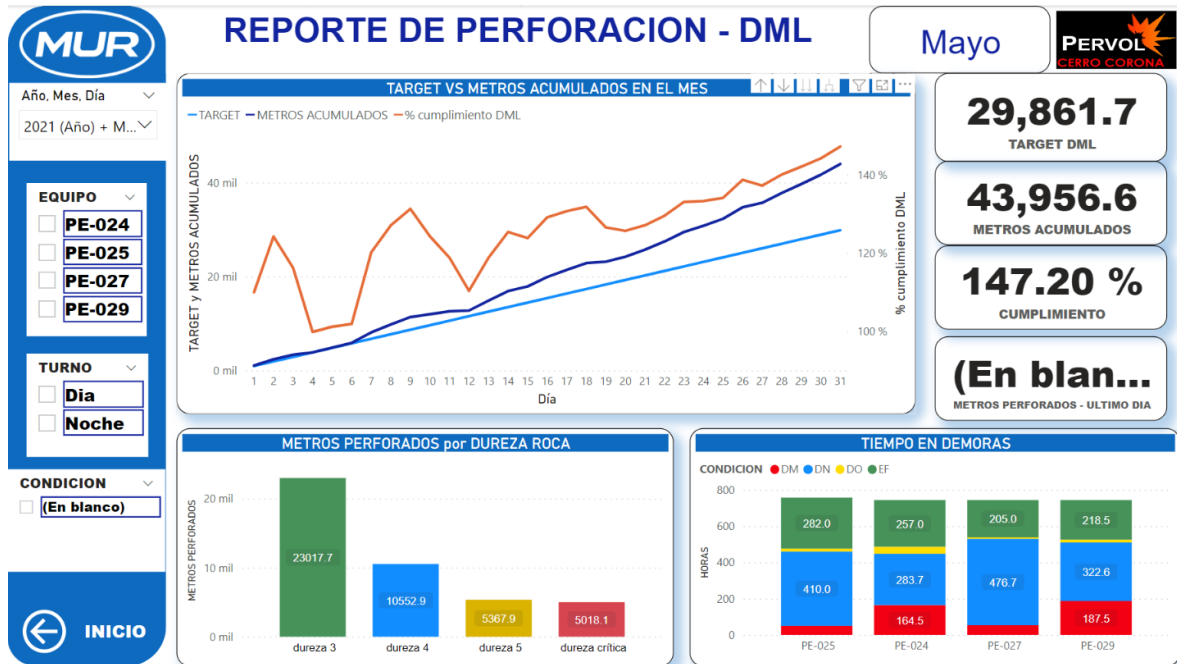 MUR
REPORTE DE PERFORACION - DML
Mayo
PERVOL
CERRO CORONA
Año, Mes, Día
2021 (Año) + M...
EQUIPO
PE-024
PE-025
PE-027
PE-029
TURNO
Dia
Noche
CONDICION
(En blanco)
INICIO
TARGET VS METROS ACUMULADOS EN EL MES
TARGET METROS ACUMULADOS % cumplimiento DML
TARGET y METROS ACUMULADOS
40 mil
20 mil
0 mil
140 %
120 %
100 %
% cumplimiento DML
1 2 3 4 5 6 7 8 9 10 11 12 13 14 15 16 17 18 19 20 21 22 23 24 25 26 27 28 29 30 31
Día
29,861.7
TARGET DML
43,956.6
METROS ACUMULADOS
147.20 %
CUMPLIMIENTO
(En blan...
METROS PERFORADOS - ULTIMO DIA
METROS PERFORADOS por DUREZA ROCA
METROS PERFORADOS
20 mil
10 mil
0 mil
23017.7
10552.9
5367.9
5018.1
dureza 3 dureza 4 dureza 5 dureza crítica
TIEMPO EN DEMORAS
CONDICION DM DN DO EF
HORAS
800
600
400
200
0
282.0 257.0 205.0 218.5
410.0 283.7 476.7 322.6
164.5 187.5
PE-025 PE-024 PE-027 PE-029